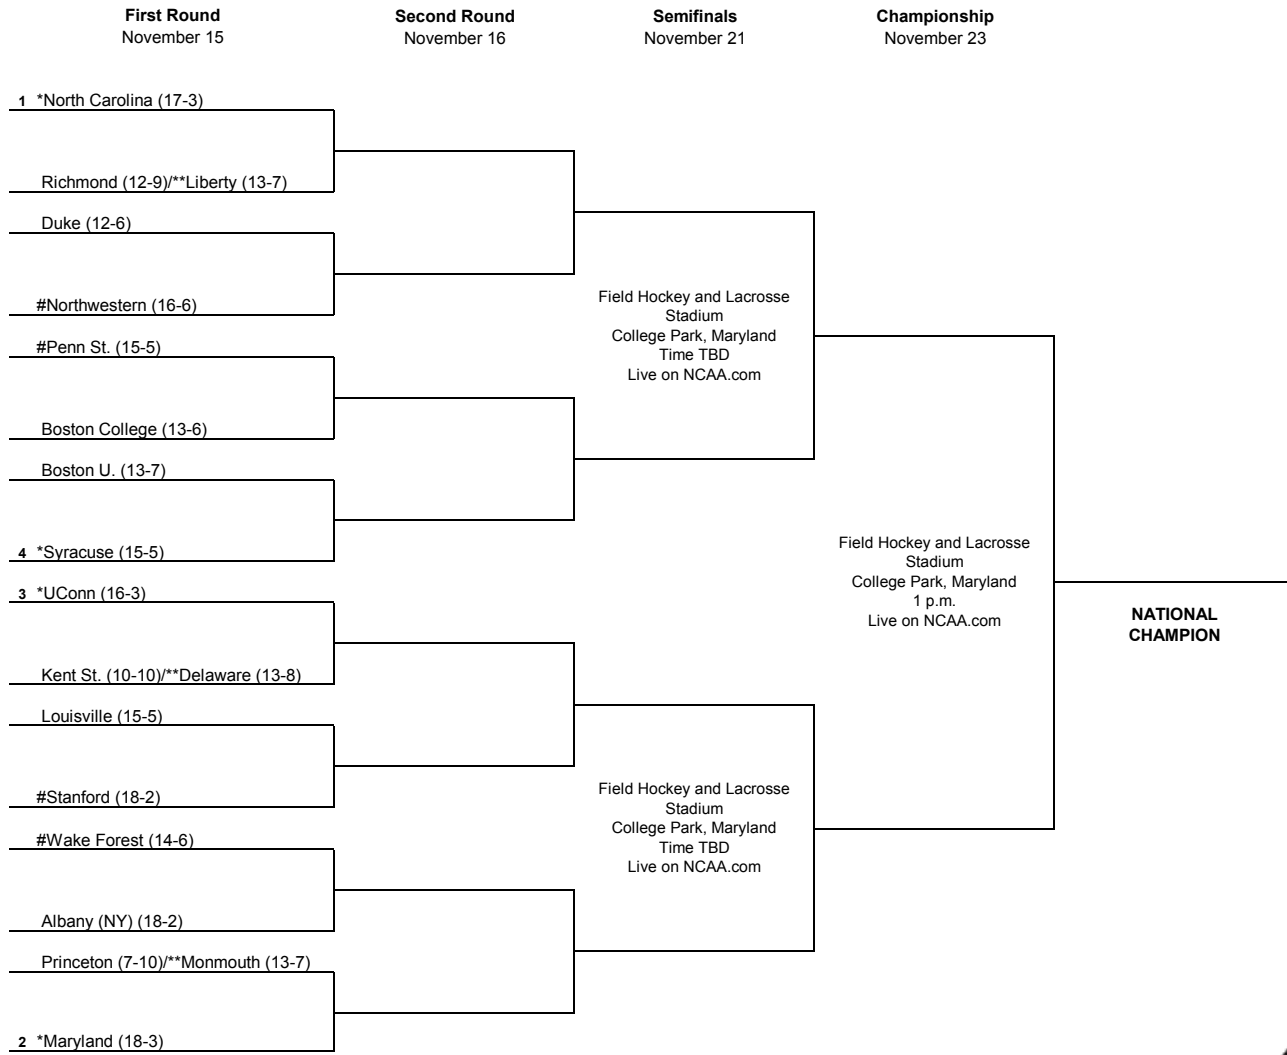 First Round
November 15
Second Round
November 16
Semifinals
November 21
Championship
November 23
1 *North Carolina (17-3)
Richmond (12-9)/**Liberty (13-7)
Duke (12-6)
#Northwestern (16-6)
#Penn St. (15-5)
Boston College (13-6)
Boston U. (13-7)
4 *Syracuse (15-5)
3 *UConn (16-3)
Kent St. (10-10)/**Delaware (13-8)
Louisville (15-5)
#Stanford (18-2)
#Wake Forest (14-6)
Albany (NY) (18-2)
Princeton (7-10)/**Monmouth (13-7)
2 *Maryland (18-3)
Field Hockey and Lacrosse
Stadium
College Park, Maryland
Time TBD
Live on NCAA.com
Field Hockey and Lacrosse
Stadium
College Park, Maryland
Time TBD
Live on NCAA.com
Field Hockey and Lacrosse
Stadium
College Park, Maryland
1 p.m.
Live on NCAA.com
NATIONAL
CHAMPION